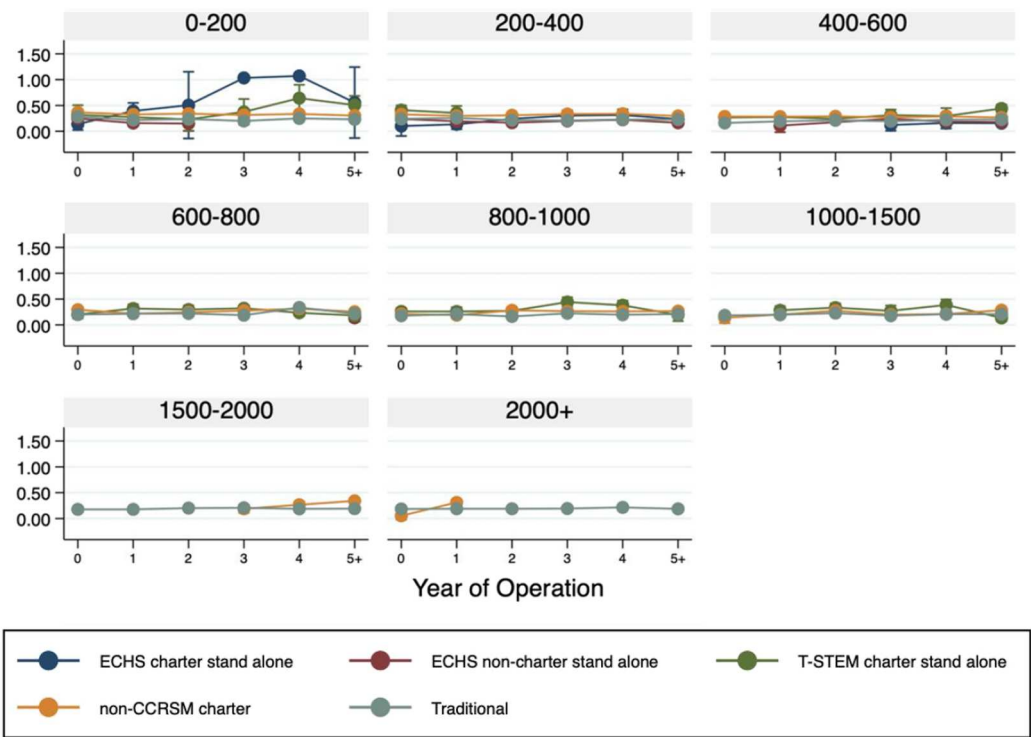 0-200 200-400 400-600
1.50
1.00
0.50
0.00
0 1 2 3 4 5+ 0 1 2 3 4 5+ 0 1 2 3 4 5+
600-800 800-1000 1000-1500
1.50
1.00
0.50
0.00
0 1 2 3 4 5+ 0 1 2 3 4 5+ 0 1 2 3 4 5+
1500-2000 2000+
1.50
1.00
0.50
0.00
0 1 2 3 4 5+ 0 1 2 3 4 5+
Year of Operation
ECHS charter stand alone ECHS non-charter stand alone T-STEM charter stand alone
non-CCRSM charter Traditional